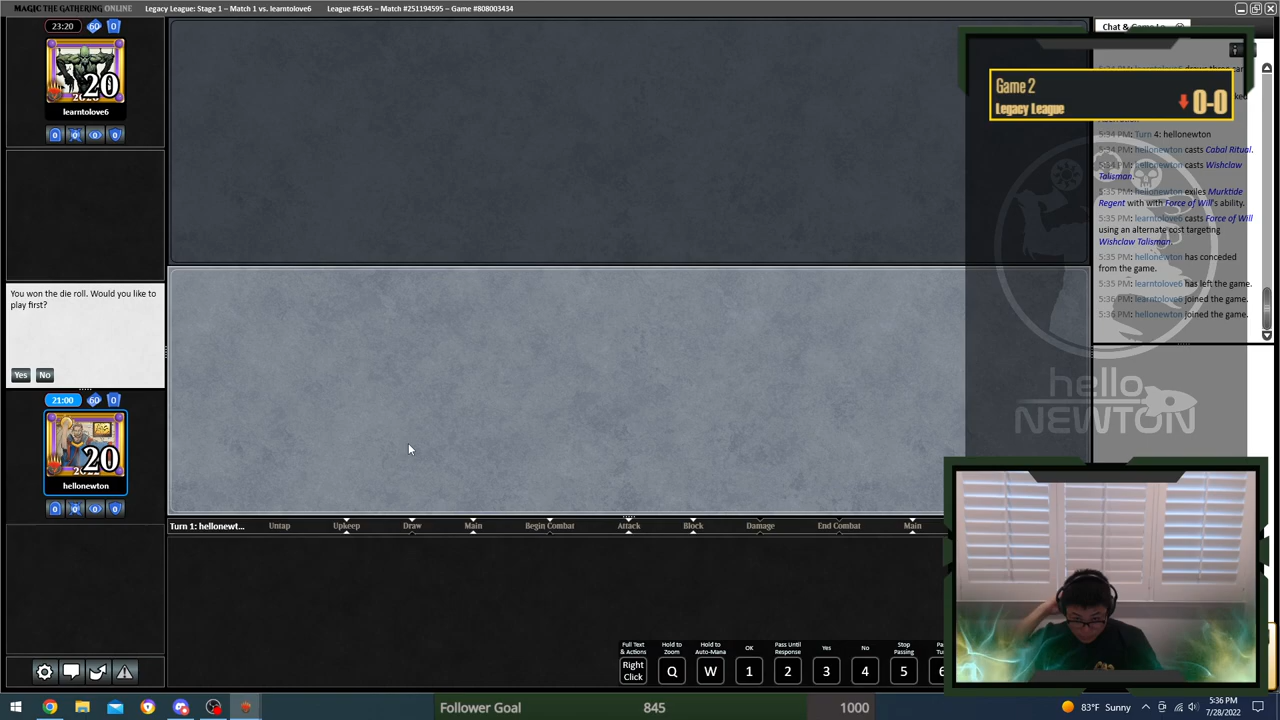 MAGIC THE GATHERING ONLINE
Legacy League: Stage 1 – Match 1 vs. learntolove6
League #6545 – Match #251194595 – Game #808003434
23:20
60
0
20
learntolove6
0
0
0
0
You won the die roll. Would you like to
play first?
Yes
No
21:00
60
0
20
hellonewton
0
0
0
0
Chat & Game Lo
Game 2
Legacy League
0-0
5:34 PM: Turn 4: hellonewton
hellonewton casts Cabal Ritual.
hellonewton casts Wishclaw
Talisman.
5:35 PM: hellonewton exiles Murktide
Regent with with Force of Will's ability.
5:35 PM: learntolove6 casts Force of Will
using an alternate cost targeting
Wishclaw Talisman.
5:35 PM: hellonewton has conceded
from the game.
5:35 PM: learntolove6 has left the game.
5:36 PM: learntolove6 joined the game.
5:36 PM: hellonewton joined the game.
hello
NEWTON
Turn 1: hellonewt...
Untap
Upkeep
Draw
Main
Begin Combat
Attack
Block
Damage
End Combat
Main
Full Text
& Actions
Right
Click
Hold to
Zoom
Q
Hold to
Auto-Mana
W
OK
1
Pass Until
Response
2
Yes
3
No
4
Stop
Passing
5
6
Follower Goal
845
1000
83°F Sunny
5:36 PM
7/28/2022